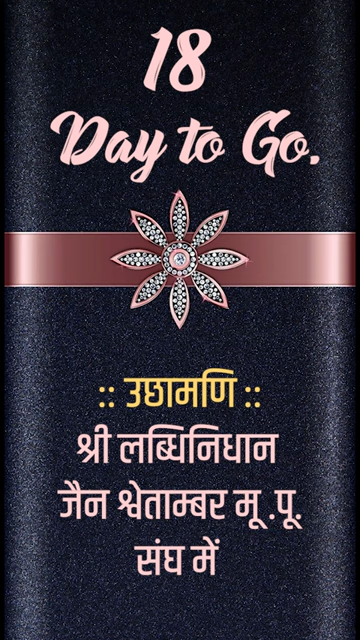 18
Day to Go.
:: उछामणि ::
श्री लब्धिनिधान
जैन श्वेताम्बर मू.पू.
संघ में